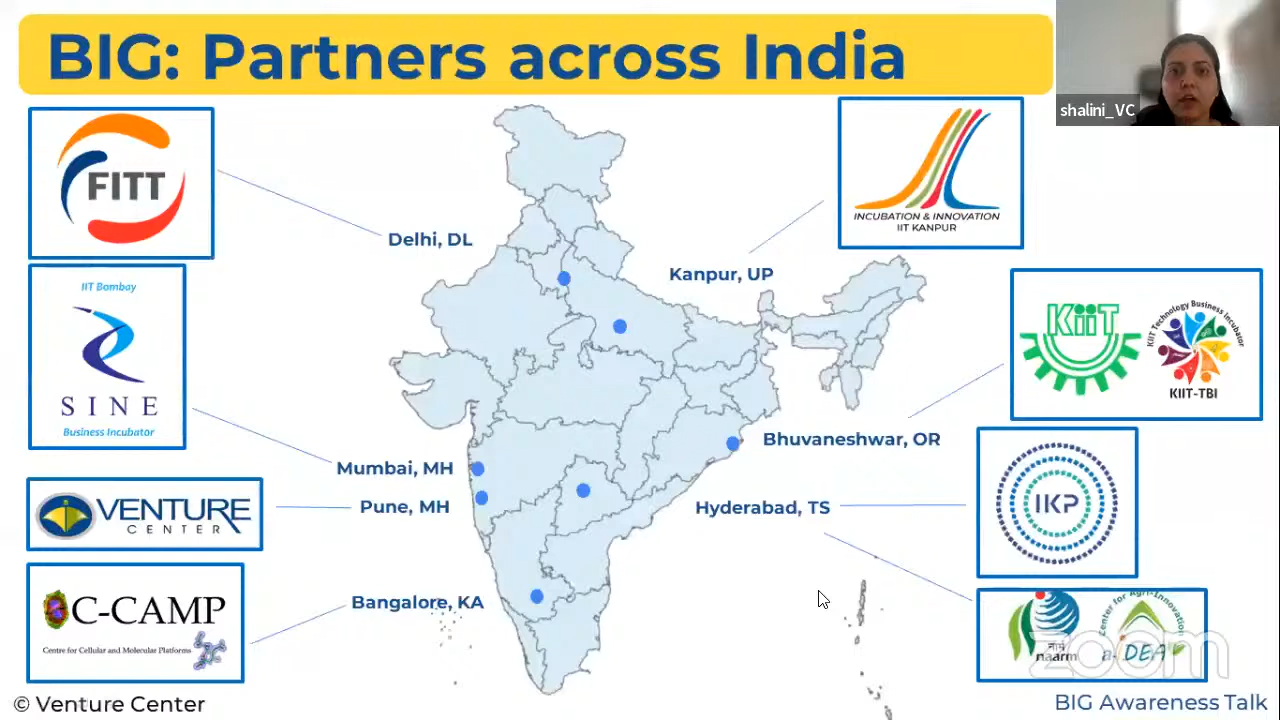 BIG: Partners across India
shalini_VC
FITT
Delhi, DL
INCUBATION & INNOVATION
IIT KANPUR
Kanpur, UP
IIT Bombay
SINE
Business Incubator
Mumbai, MH
KiiT
KIIT Technology Business Incubator
KIIT-TBI
Bhuvaneshwar, OR
VENTURE
CENTER
Pune, MH
Hyderabad, TS
IKP
C-CAMP
Centre for Cellular and Molecular Platforms
Bangalore, KA
Center for Agri-Innovation
नार्म
naarm
a-IDEA
zoom
© Venture Center
BIG Awareness Talk